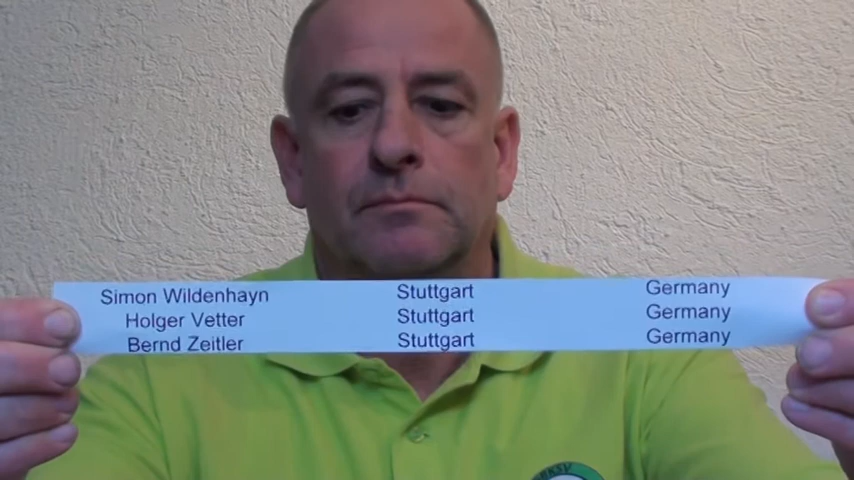 Simon Wildenhayn Stuttgart Germany
Holger Vetter Stuttgart Germany
Bernd Zeitler Stuttgart Germany